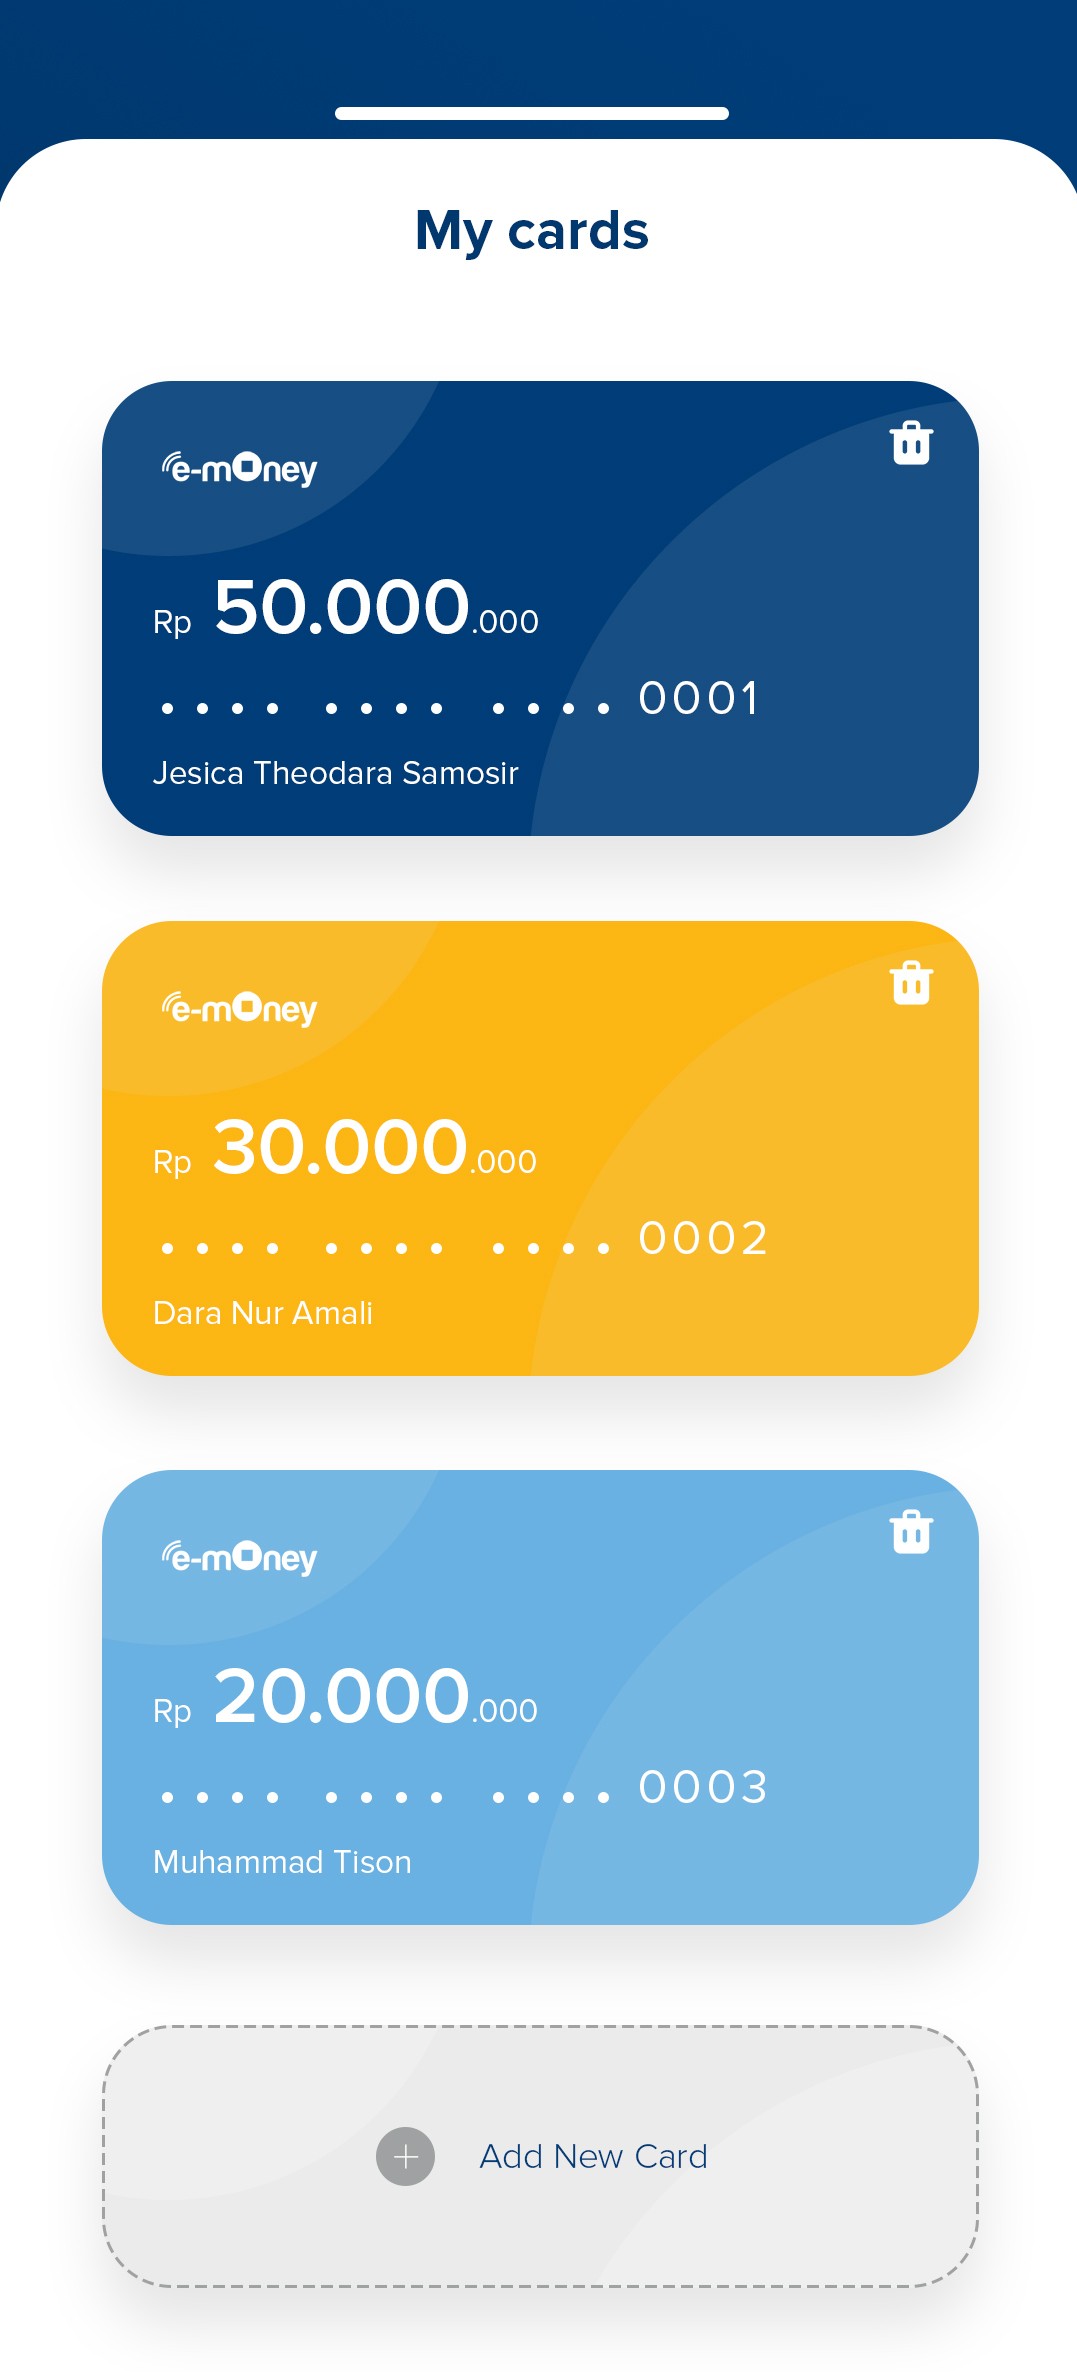 My cards
e-money
Rp 50.000.000
•••• •••• •••• 0001
Jesica Theodara Samosir
e-money
Rp 30.000.000
•••• •••• •••• 0002
Dara Nur Amali
e-money
Rp 20.000.000
•••• •••• •••• 0003
Muhammad Tison
Add New Card